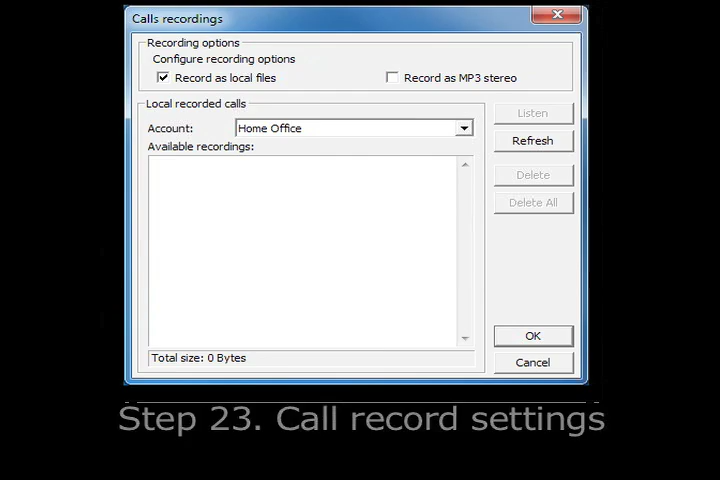 Calls recordings
Recording options
Configure recording options
Record as local files
Record as MP3 stereo
Local recorded calls
Account:
Home Office
Available recordings:
Listen
Refresh
Delete
Delete All
Total size: 0 Bytes
OK
Cancel
Step 23. Call record settings